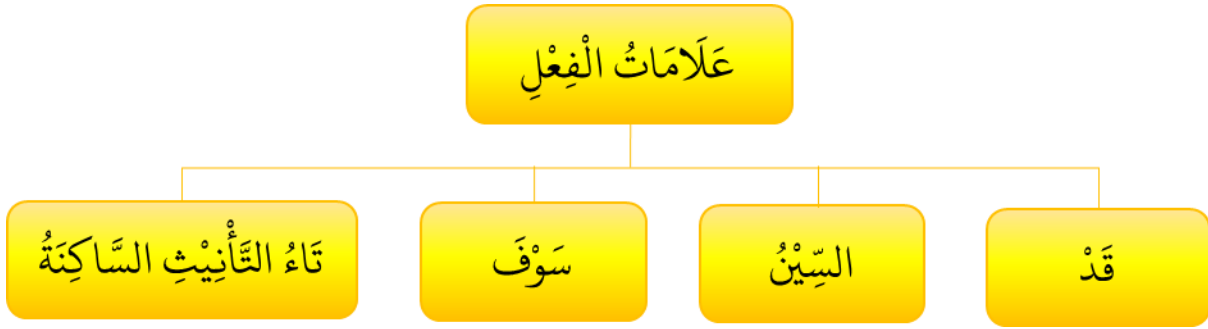 عَلَامَاتُ الْفِعْلِ
قَدْ
السِّيْنُ
سَوْفَ
تَاءُ التَّأْنِيْثِ السَّاكِنَةُ